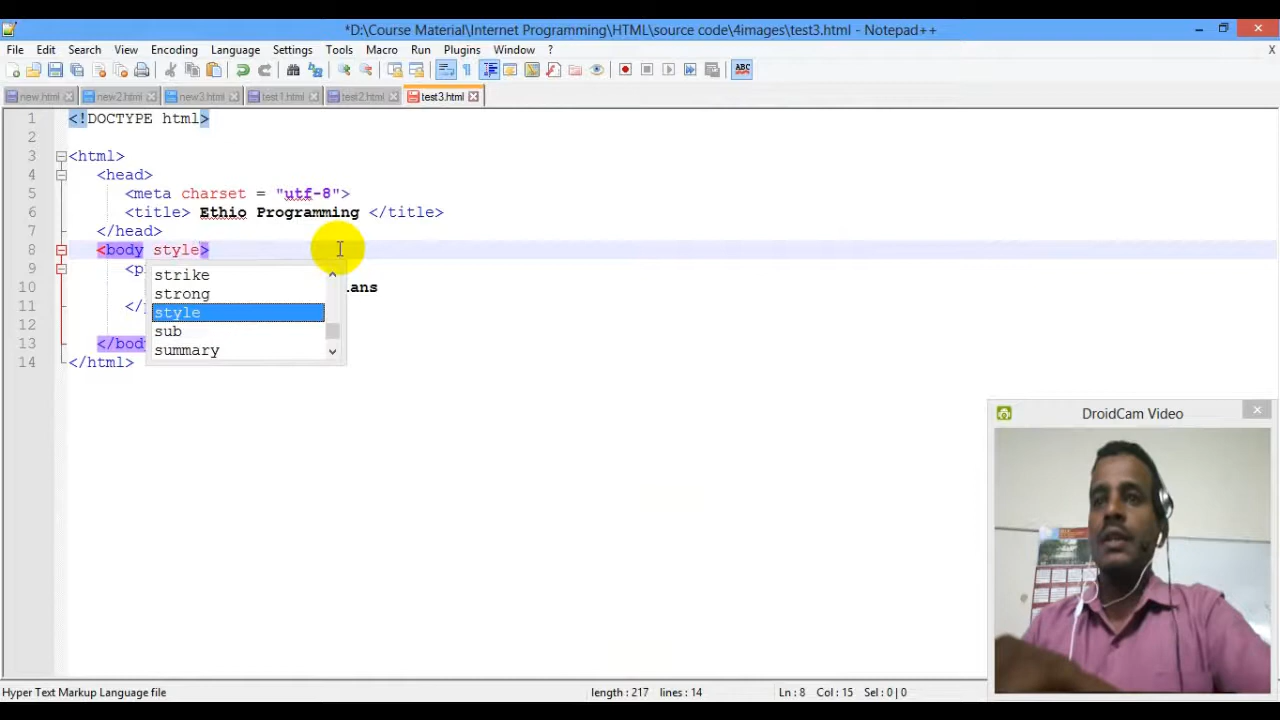 *D:\Course Material\Internet Programming\HTML\source code\4images\test3.html - Notepad++
File Edit Search View Encoding Language Settings Tools Macro Run Plugins Window ? X
ABC
new.html new2.html new3.html test1.html test2.html test3.html
1 <!DOCTYPE html>
2
3 <html>
4 <head>
5 <meta charset = "utf-8">
6 <title> Ethio Programming </title>
7 </head>
8 <body style>
9 <p
strike
strong
10 ans
11 </
style
12
sub
13 </body
summary
14 </html>
DroidCam Video
Hyper Text Markup Language file length : 217 lines : 14 Ln : 8 Col : 15 Sel : 0 | 0